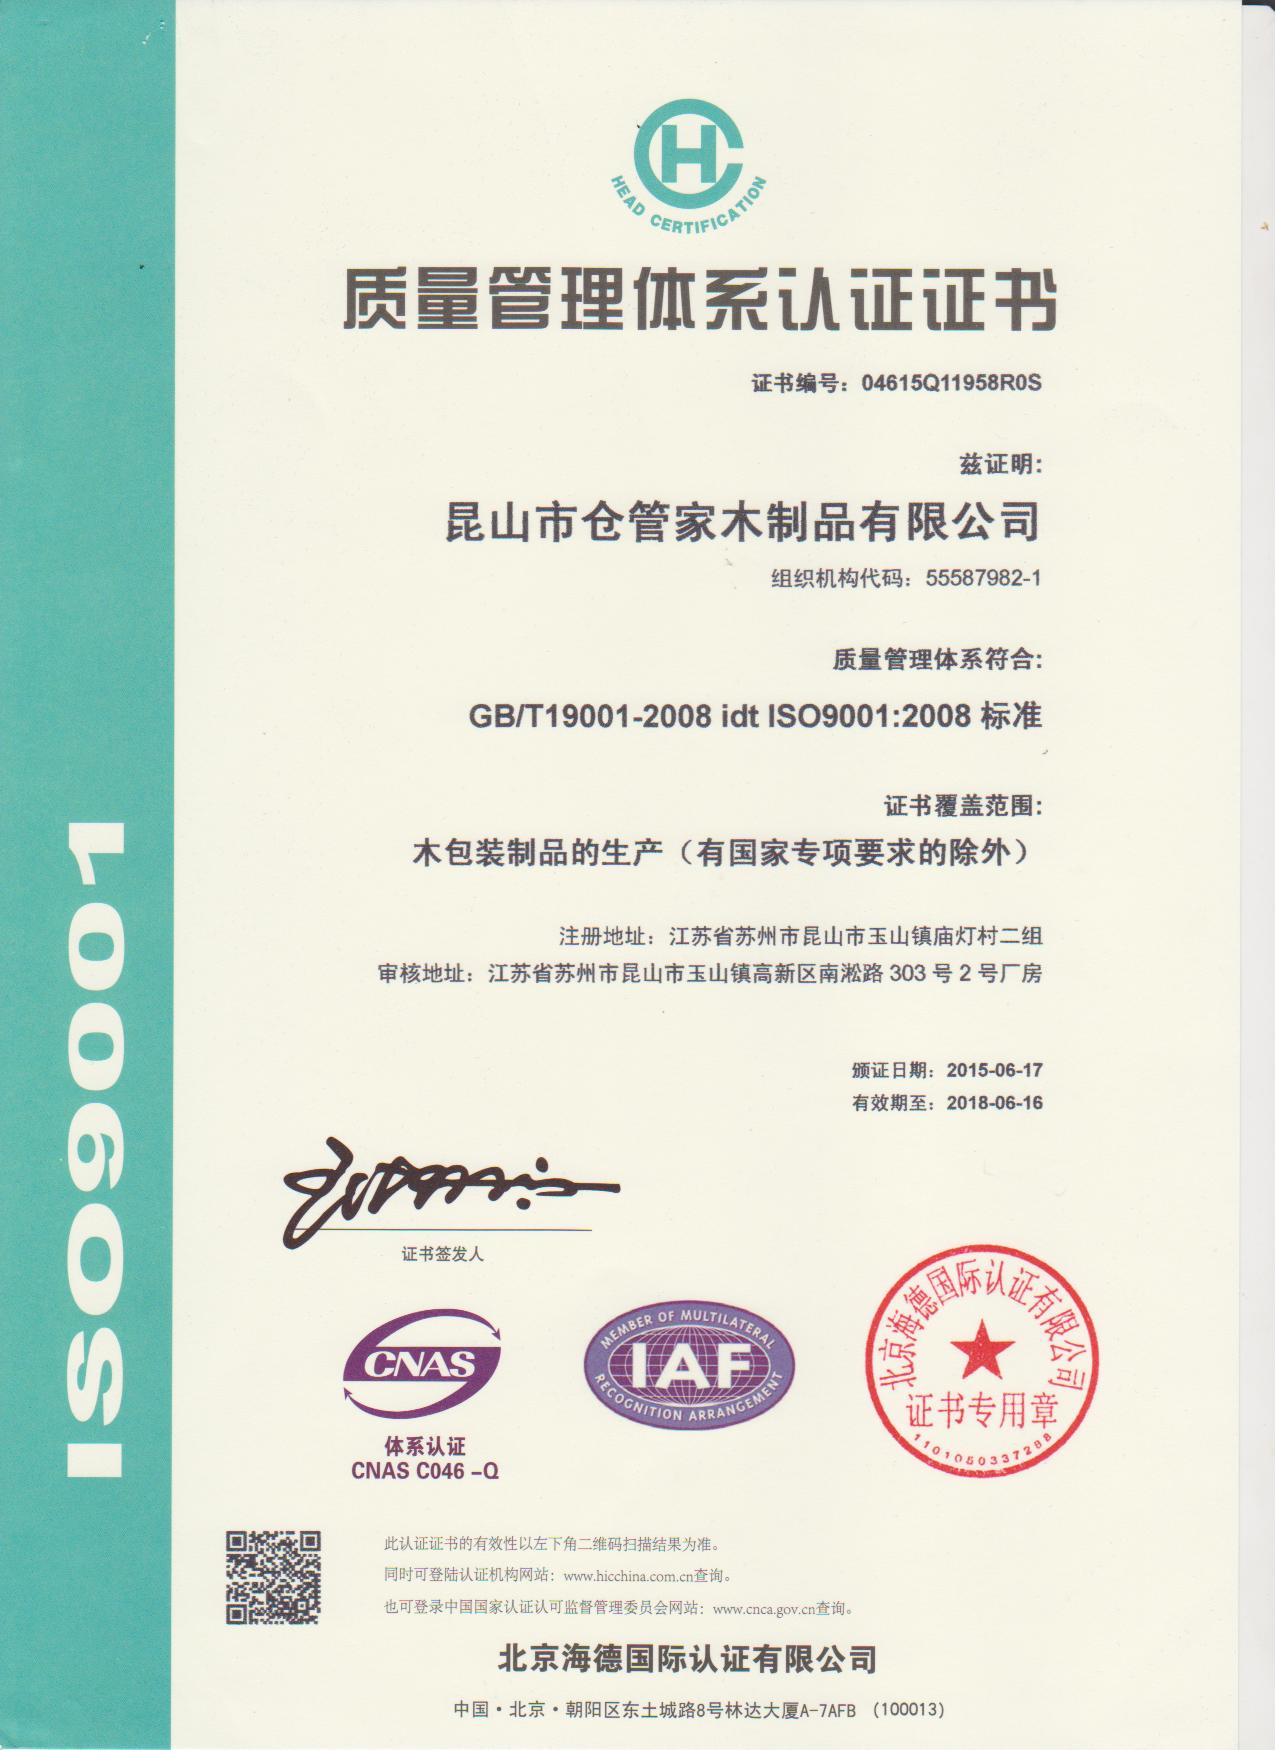 HEAD CERTIFICATION
质量管理体系认证证书
证书编号：04615Q11958R0S
兹证明:
昆山市仓管家木制品有限公司
组织机构代码：55587982-1
质量管理体系符合:
GB/T19001-2008 idt ISO9001:2008 标准
证书覆盖范围:
木包装制品的生产（有国家专项要求的除外）
注册地址：江苏省苏州市昆山市玉山镇庙灯村二组
审核地址：江苏省苏州市昆山市玉山镇高新区南淞路 303 号 2 号厂房
颁证日期：2015-06-17
有效期至：2018-06-16
ISO9001
证书签发人
CNAS
体系认证
CNAS C046 –Q
MEMBER OF MULTILATERAL
IAF
RECOGNITION ARRANGEMENT
北京海德国际认证有限公司
证书专用章
1101050337288
此认证证书的有效性以左下角二维码扫描结果为准。
同时可登陆认证机构网站：www.hicchina.com.cn查询。
也可登录中国国家认证认可监督管理委员会网站：www.cnca.gov.cn查询。
北京海德国际认证有限公司
中国·北京·朝阳区东土城路8号林达大厦A-7AFB （100013）